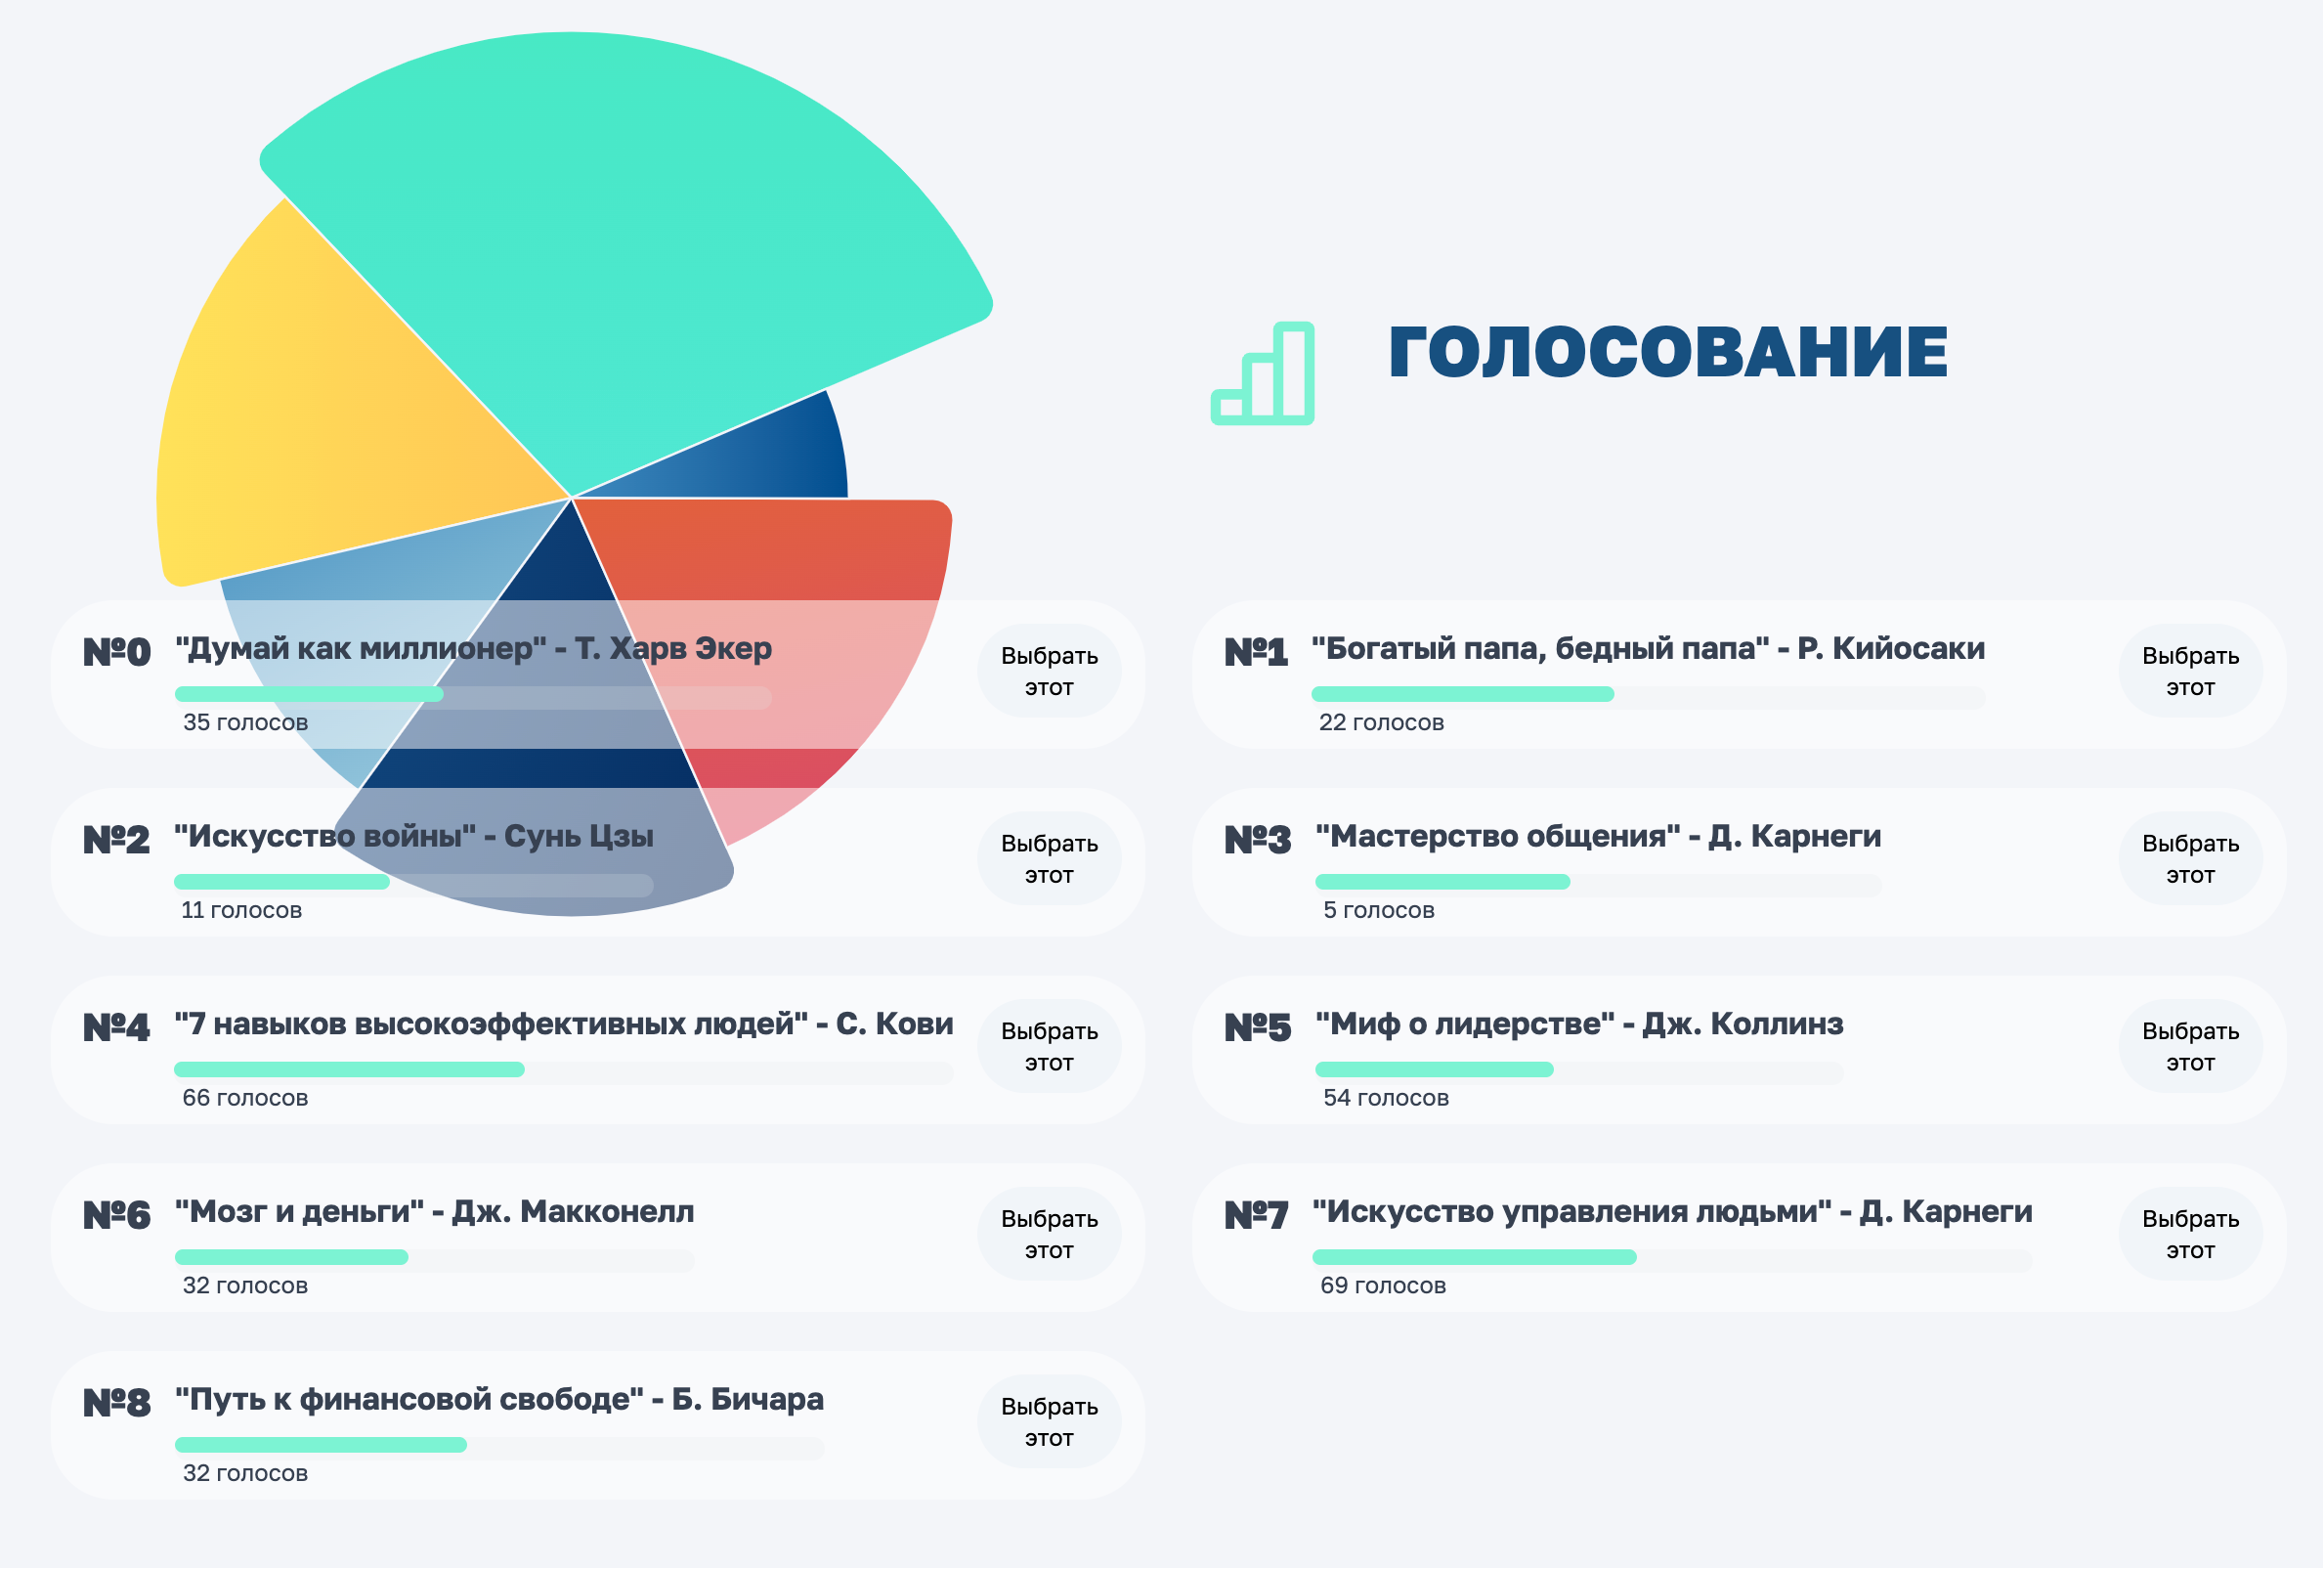 ГОЛОСОВАНИЕ
№0 "Думай как миллионер" - Т. Харв Экер
35 голосов
Выбрать
этот
№1 "Богатый папа, бедный папа" - Р. Кийосаки
22 голосов
Выбрать
этот
№2 "Искусство войны" - Сунь Цзы
11 голосов
Выбрать
этот
№3 "Мастерство общения" - Д. Карнеги
5 голосов
Выбрать
этот
№4 "7 навыков высокоэффективных людей" - С. Кови
66 голосов
Выбрать
этот
№5 "Миф о лидерстве" - Дж. Коллинз
54 голосов
Выбрать
этот
№6 "Мозг и деньги" - Дж. Макконелл
32 голосов
Выбрать
этот
№7 "Искусство управления людьми" - Д. Карнеги
69 голосов
Выбрать
этот
№8 "Путь к финансовой свободе" - Б. Бичара
32 голосов
Выбрать
этот